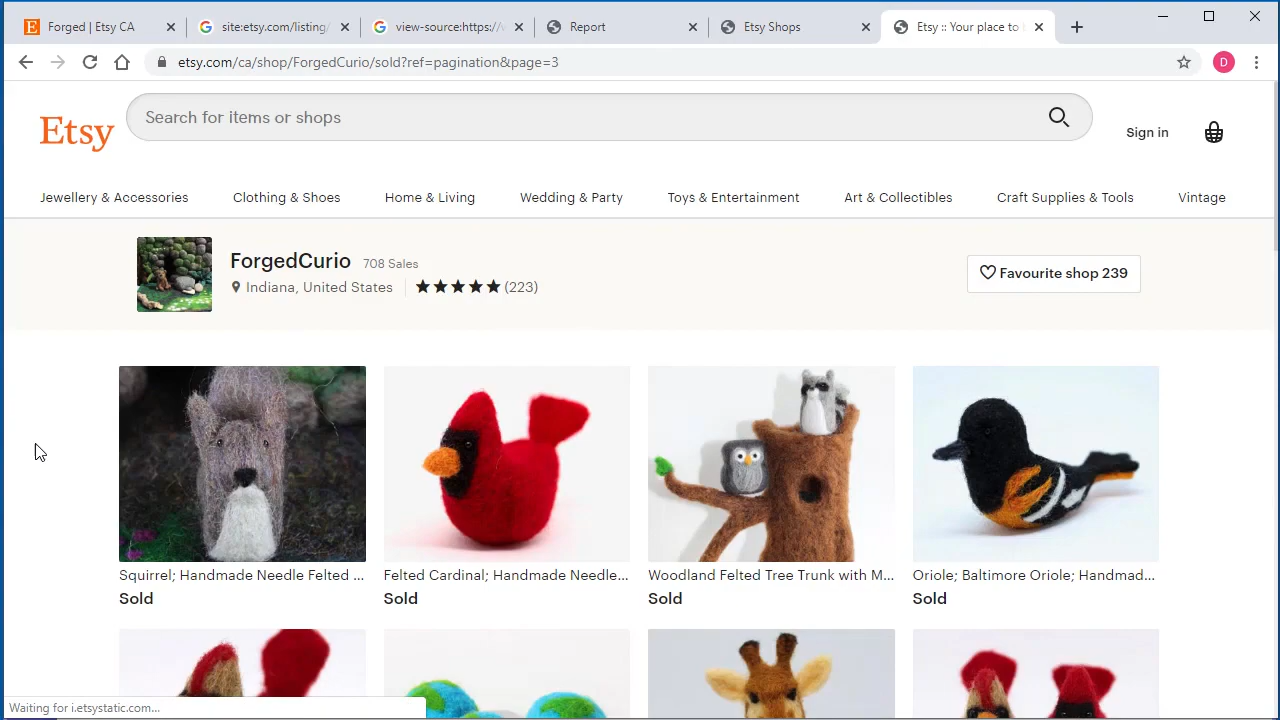 Forged | Etsy CA
site:etsy.com/listing/
view-source:https://
Report
Etsy Shops
Etsy :: Your place to
etsy.com/ca/shop/ForgedCurio/sold?ref=pagination&page=3
D
Etsy
Search for items or shops
Sign in
Jewellery & Accessories
Clothing & Shoes
Home & Living
Wedding & Party
Toys & Entertainment
Art & Collectibles
Craft Supplies & Tools
Vintage
ForgedCurio 708 Sales
Indiana, United States
(223)
Favourite shop 239
Squirrel; Handmade Needle Felted ...
Felted Cardinal; Handmade Needle...
Woodland Felted Tree Trunk with M...
Oriole; Baltimore Oriole; Handmad...
Sold
Sold
Sold
Sold
Waiting for i.etsystatic.com...